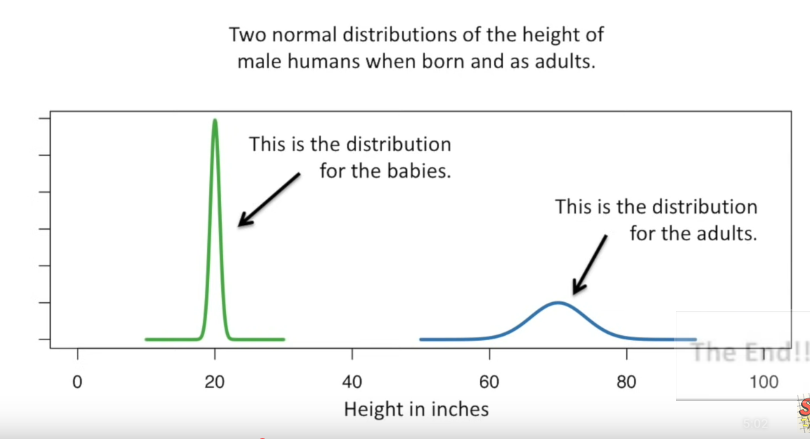 Two normal distributions of the height of
male humans when born and as adults.
This is the distribution
for the babies.
This is the distribution
for the adults.
The End!!
0 20 40 60 80 100
Height in inches